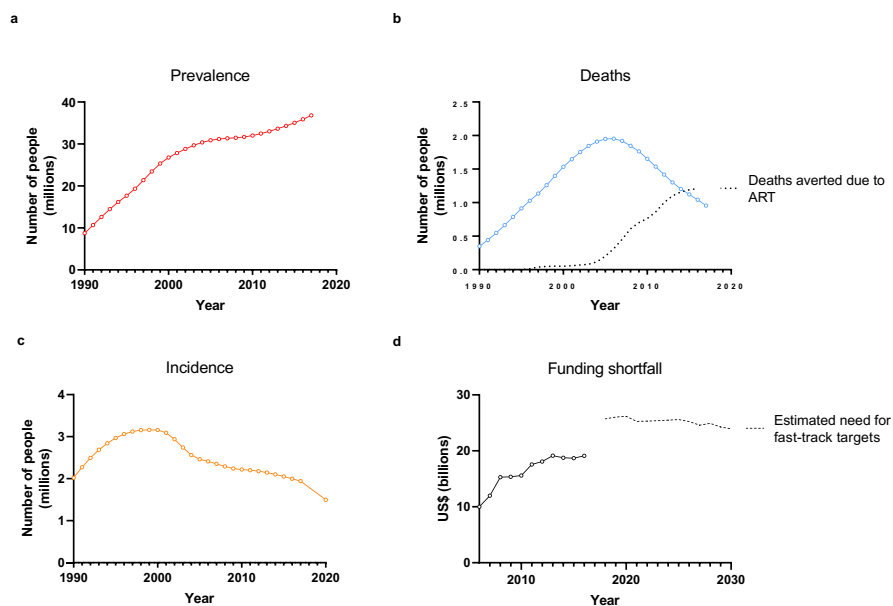 a
Prevalence
Number of people
(millions)
40
30
20
10
0
1990
2000
2010
2020
Year
b
Deaths
Number of people
(millions)
2.5
2.0
1.5
1.0
0.5
0.0
1990
2000
2010
2020
Year
Deaths averted due to
ART
c
Incidence
Number of people
(millions)
4
3
2
1
0
1990
2000
2010
2020
Year
d
Funding shortfall
US$ (billions)
30
20
10
0
2010
2020
2030
Year
Estimated need for
fast-track targets